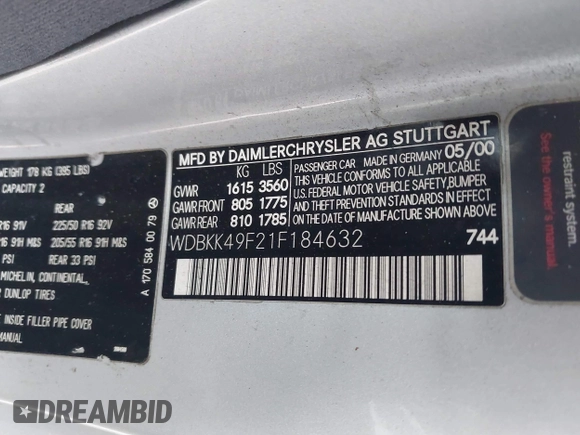 WEIGHT 178 KG (395 LBS)
CAPACITY 2
REAR
R16 91V 225/50 R16 92V
R16 91H M&S 205/55 R16 91H M&S
PSI REAR 33 PSI
MICHELIN, CONTINENTAL,
DUNLOP TIRES
INSIDE FILLER PIPE COVER
MANUAL
A 170 584 00 79
MFD BY DAIMLERCHRYSLER AG STUTTGART
KG LBS
GVWR 1615 3560
GAWR FRONT 805 1775
GAWR REAR 810 1785
PASSENGER CAR MADE IN GERMANY 05/00
THIS VEHICLE CONFORMS TO ALL APPLICABLE
U.S. FEDERAL MOTOR VEHICLE SAFETY,BUMPER
AND THEFT PREVENTION STANDARDS IN
EFFECT ON THE DATE OF MANUFACTURE
SHOWN ABOVE.
WDBKK49F21F184632 744
restraint system.
See the owner's manual
DREAMBID